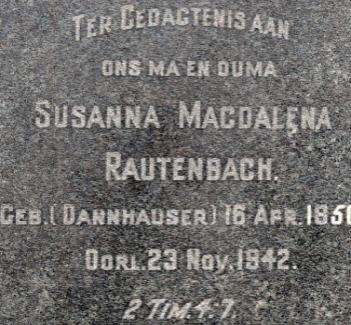 TER GEDAGTENIS AAN
ONS MA EN OUMA
SUSANNA MAGDALENA
RAUTENBACH.
GEB. (DANNHAUSER) 16 APR.
OORL. 23 NOV. 1942.
2 TIM. 4:7.